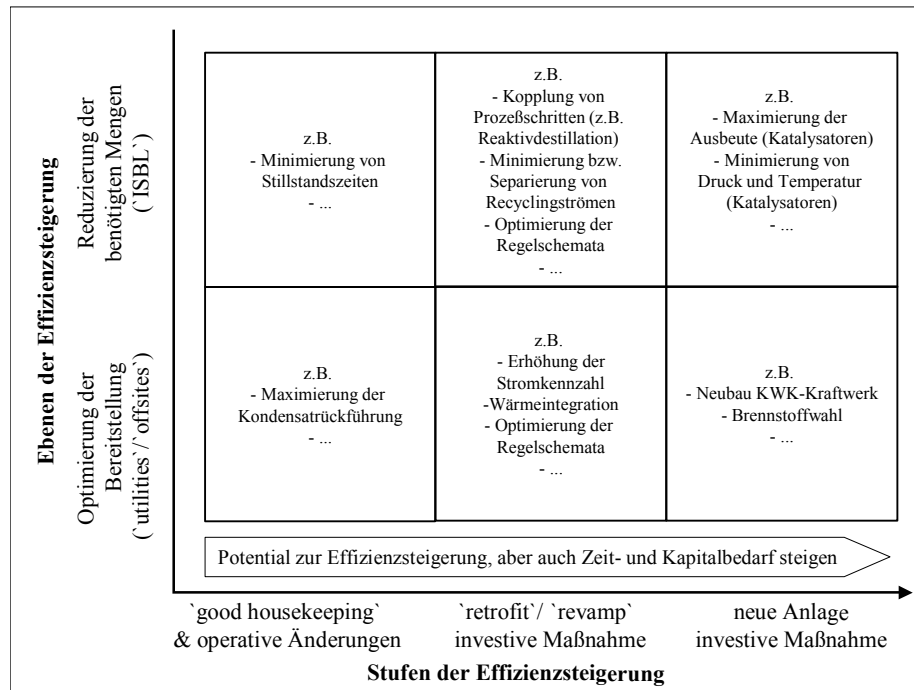 Ebenen der Effizienzsteigerung
Reduzierung der
benötigten Mengen
(`ISBL`)
z.B.
- Minimierung von
Stillstandszeiten
- ...
z.B.
- Kopplung von
Prozeßschritten (z.B.
Reaktivdestillation)
- Minimierung bzw.
Separierung von
Recyclingströmen
- Optimierung der
Regelschemata
- ...
z.B.
- Maximierung der
Ausbeute (Katalysatoren)
- Minimierung von
Druck und Temperatur
(Katalysatoren)
- ...
Optimierung der
Bereitstellung
(`utilities`/`offsites`)
z.B.
- Maximierung der
Kondensatrückführung
- ...
z.B.
- Erhöhung der
Stromkennzahl
-Wärmeintegration
- Optimierung der
Regelschemata
- ...
z.B.
- Neubau KWK-Kraftwerk
- Brennstoffwahl
- ...
Potential zur Effizienzsteigerung, aber auch Zeit- und Kapitalbedarf steigen
`good housekeeping`
& operative Änderungen
`retrofit`/ `revamp`
investive Maßnahme
neue Anlage
investive Maßnahme
Stufen der Effizienzsteigerung